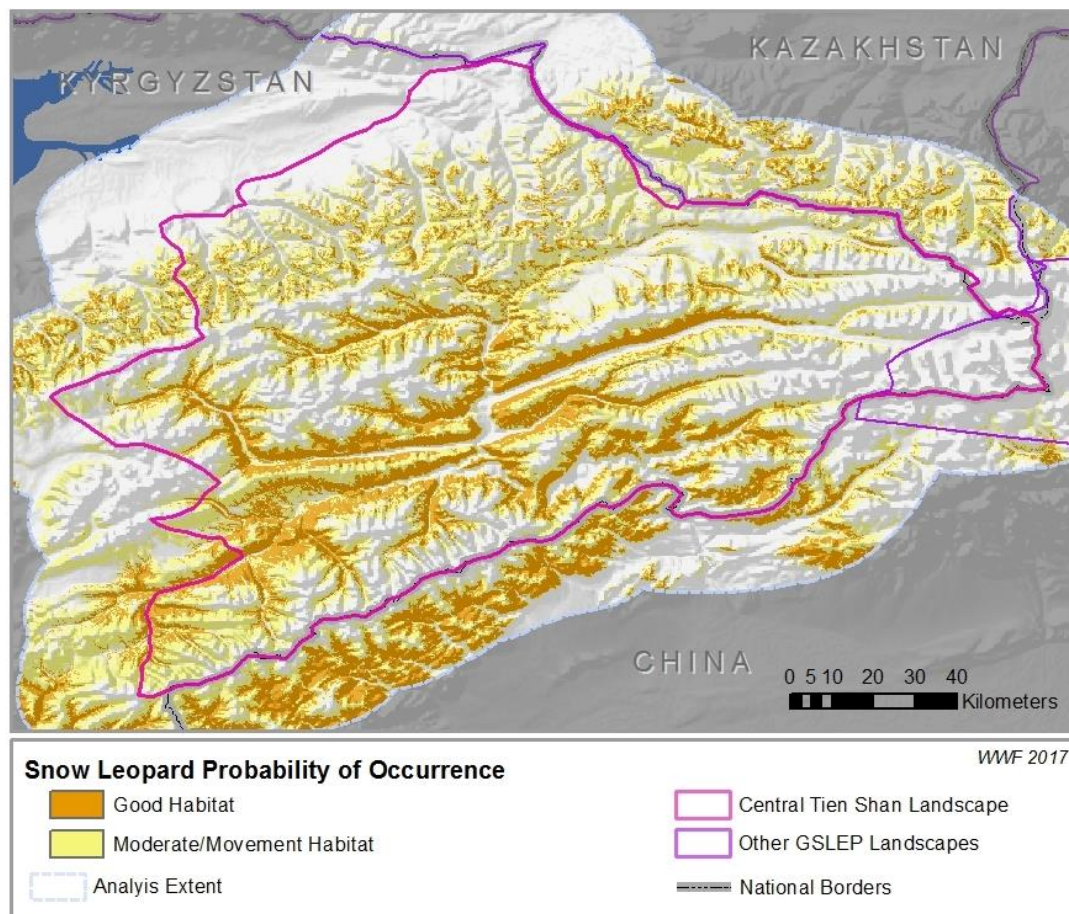 KAZAKHSTAN
KYRGYZSTAN
CHINA
0 5 10 20 30 40
Kilometers
WWF 2017
Snow Leopard Probability of Occurrence
Good Habitat
Moderate/Movement Habitat
Analyis Extent
Central Tien Shan Landscape
Other GSLEP Landscapes
National Borders